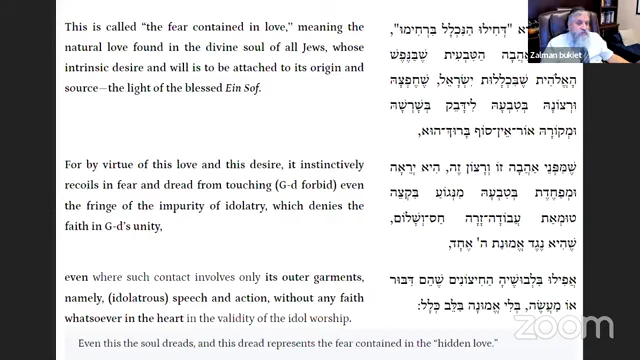 This is called “the fear contained in love,” meaning the
natural love found in the divine soul of all Jews, whose
intrinsic desire and will is to be attached to its origin and
source—the light of the blessed Ein Sof.
"דְּחִילוּ הַנִּכְלָל בִּרְחִימוּ",
הַטִּבְעִית שֶׁבַּנֶּפֶשׁ
הָאֱלֹהִית שֶׁבִּכְלָלוּת יִשְׂרָאֵל, שֶׁחֶפְצָהּ
וּרְצוֹנָהּ בְּטִבְעָהּ לִידָּבֵק בְּשָׁרְשָׁהּ
וּמְקוֹרָהּ אוֹר־אֵין־סוֹף בָּרוּךְ־הוּא,
Zalman bukiet
For by virtue of this love and this desire, it instinctively
recoils in fear and dread from touching (G-d forbid) even
the fringe of the impurity of idolatry, which denies the
faith in G-d’s unity,
שֶׁמִּפְּנֵי אַהֲבָה זוֹ וְרָצוֹן זֶה, הִיא יְרֵאָה
וּמְפַחֶדֶת בְּטִבְעָהּ מִנְּגוֹעַ בִּקְצֵה
טוּמְאַת עֲבוֹדָה־זָרָה חַס־וְשָׁלוֹם,
שֶׁהִיא נֶגֶד אֱמוּנַת ה' אֶחָד,
even where such contact involves only its outer garments,
namely, (idolatrous) speech and action, without any faith
whatsoever in the heart in the validity of the idol worship.
אֲפִילוּ בִּלְבוּשֶׁיהָ הַחִיצוֹנִים שֶׁהֵם דִּבּוּר
אוֹ מַעֲשֶׂה, בְּלִי אֱמוּנָה בַּלֵּב כְּלָל:
Even this the soul dreads, and this dread represents the fear contained in the “hidden love.”
zoom